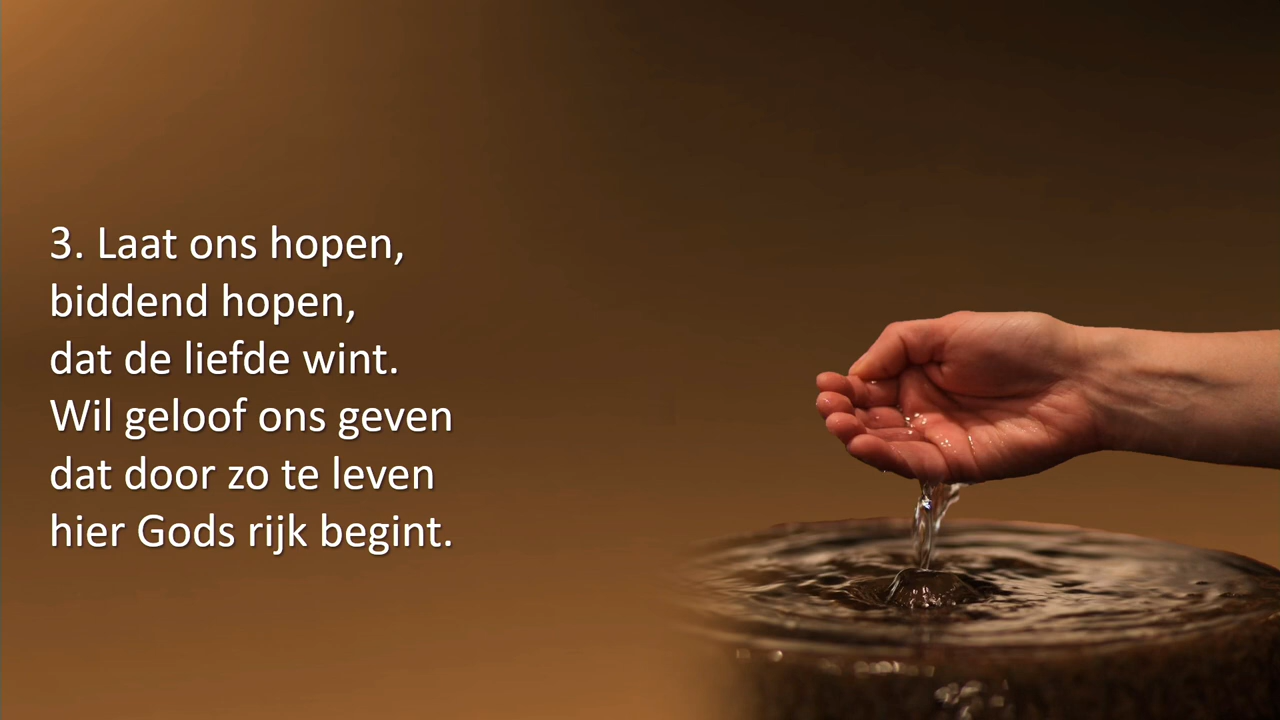 3. Laat ons hopen,
biddend hopen,
dat de liefde wint.
Wil geloof ons geven
dat door zo te leven
hier Gods rijk begint.